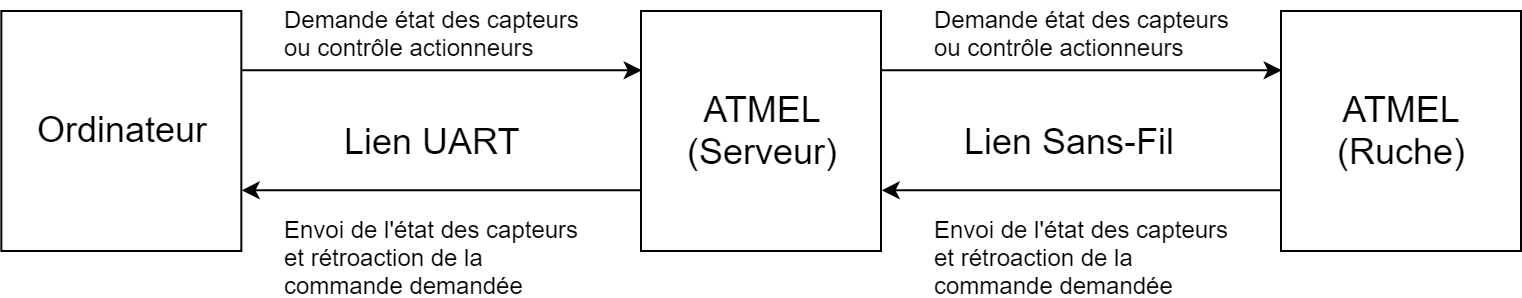 Demande état des capteurs
ou contrôle actionneurs
Demande état des capteurs
ou contrôle actionneurs
Ordinateur
Lien UART
ATMEL
(Serveur)
Lien Sans-Fil
ATMEL
(Ruche)
Envoi de l'état des capteurs
et rétroaction de la
commande demandée
Envoi de l'état des capteurs
et rétroaction de la
commande demandée